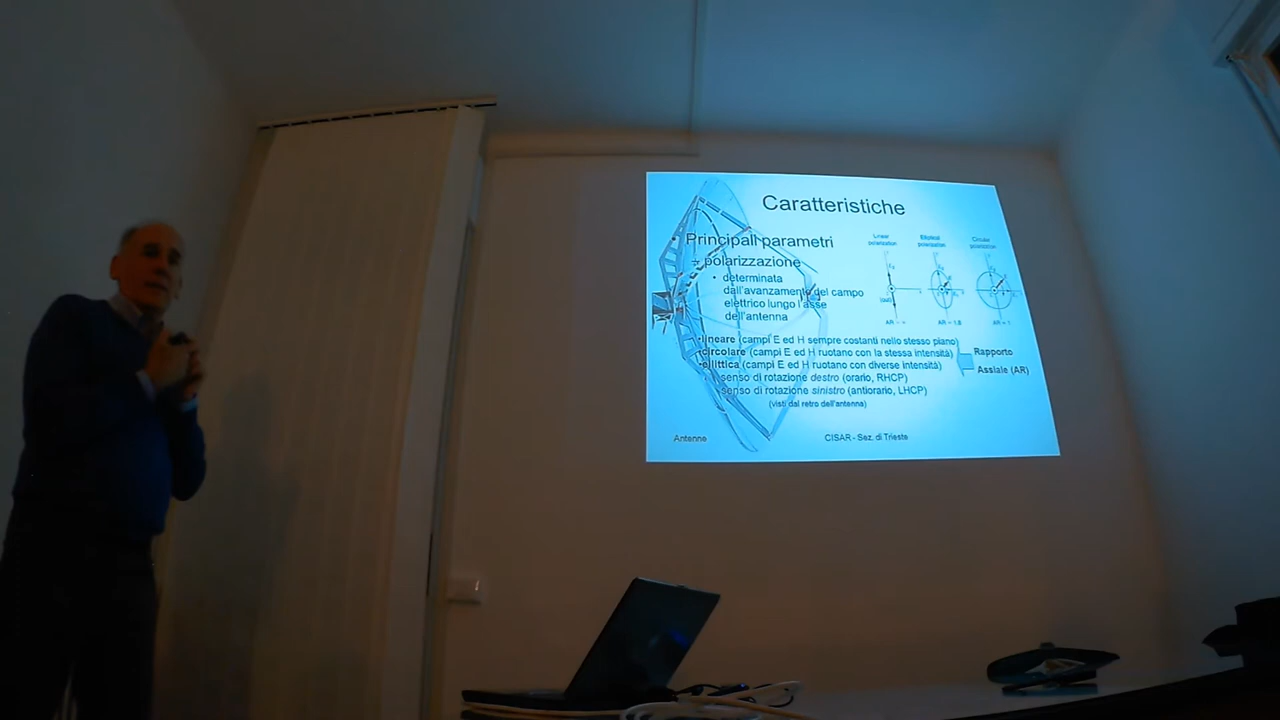 Caratteristiche
Principali parametri
– polarizzazione
• determinata
dall'avanzamento del campo
elettrico lungo l'asse
dell'antenna
Linear
polarization
Elliptical
polarization
Circular
polarization
AR = ∞
AR = 1.5
AR = 1
•lineare (campi E ed H sempre costanti nello stesso piano)
•circolare (campi E ed H ruotano con la stessa intensità)
•ellittica (campi E ed H ruotano con diverse intensità)
senso di rotazione destro (orario, RHCP)
senso di rotazione sinistro (antiorario, LHCP)
(visti dal retro dell'antenna)
Rapporto
Assiale (AR)
Antenne
CISAR - Sez. di Trieste